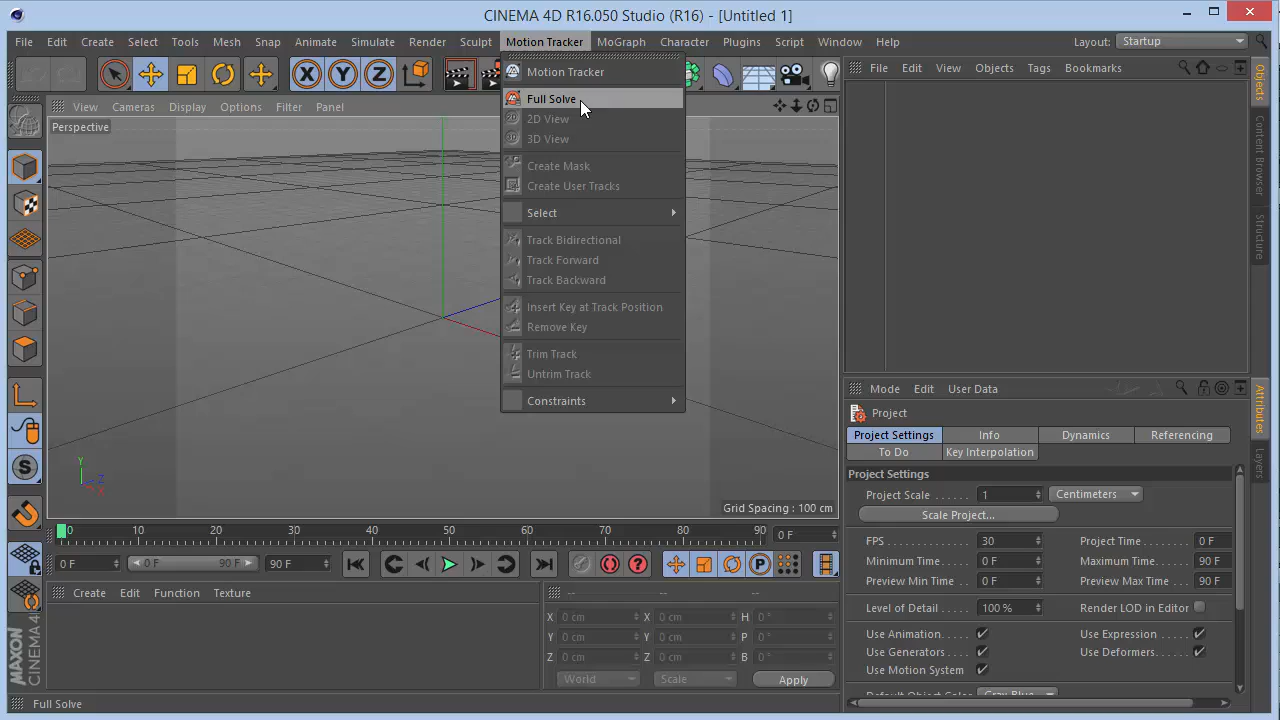 CINEMA 4D R16.050 Studio (R16) - [Untitled 1]
File Edit Create Select Tools Mesh Snap Animate Simulate Render Sculpt Motion Tracker MoGraph Character Plugins Script Window Help Layout: Startup
X Y Z
File Edit View Objects Tags Bookmarks
View Cameras Display Options Filter Panel
Perspective
Motion Tracker
Full Solve
2D View
3D View
Create Mask
Create User Tracks
Select
Track Bidirectional
Track Forward
Track Backward
Insert Key at Track Position
Remove Key
Trim Track
Untrim Track
Constraints
Y
Z
X
Grid Spacing : 100 cm
Objects
Content Browser
Structure
Mode Edit User Data
Project
Project Settings Info Dynamics Referencing
To Do Key Interpolation
Project Settings
Project Scale ...... 1 Centimeters
Scale Project...
FPS ............... 30 Project Time: 0 F
Minimum Time. 0 F Maximum Time. 90 F
Preview Min Time 0 F Preview Max Time 90 F
Level of Detail 100 % Render LOD in Editor
Use Animation. Use Expression
Use Generators Use Deformers.
Use Motion System
Default Object Color Gray-Blue
Attributes
Layers
0 10 20 30 40 50 60 70 80 90 0 F
0 F 0 F 90 F 90 F
Create Edit Function Texture
-- -- --
X 0 cm X 0 cm H 0 °
Y 0 cm Y 0 cm P 0 °
Z 0 cm Z 0 cm B 0 °
World Scale Apply
MAXON
CINEMA 4D
Full Solve